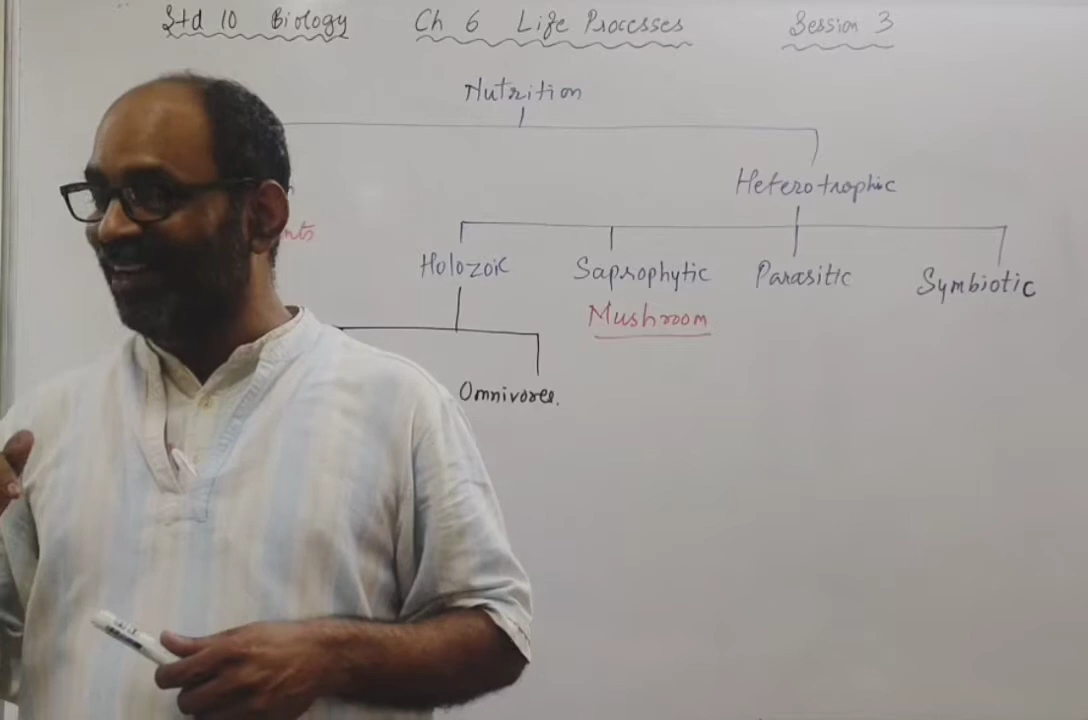 Std 10 Biology Ch 6 Life Processes Session 3
Nutrition
Heterotrophic
Holozoic Saprophytic Parasitic Symbiotic
Mushroom
Omnivores.